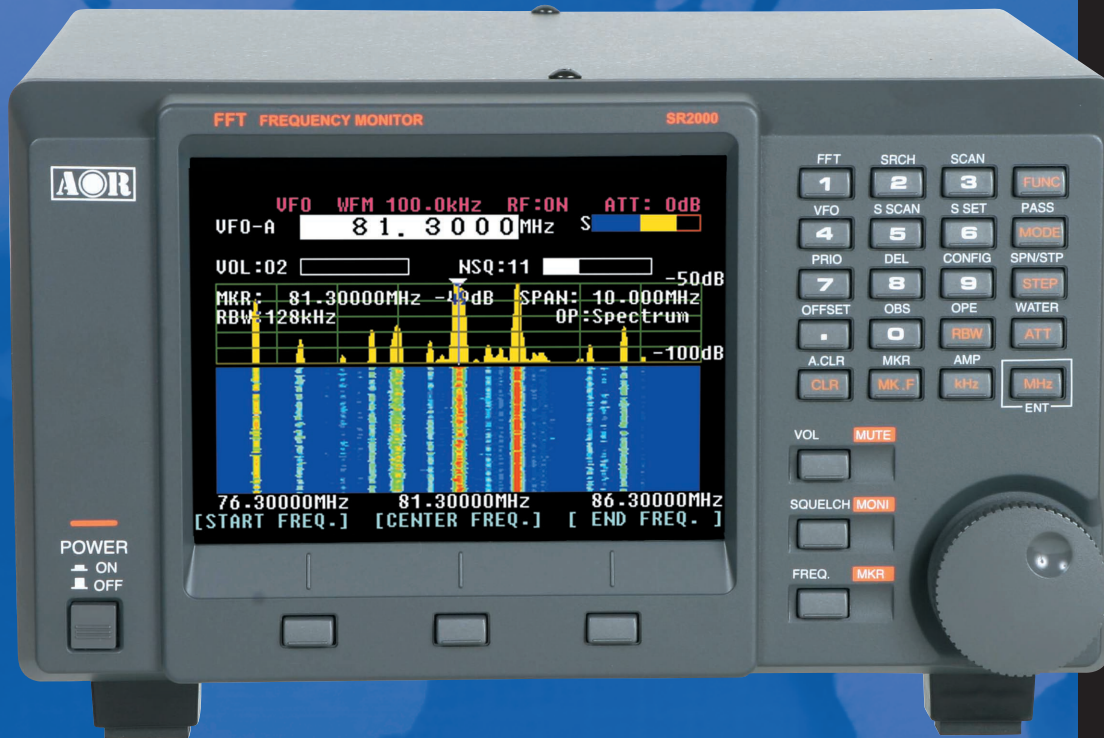 FFT FREQUENCY MONITOR SR2000
AOR
VFO WFM 100.0kHz RF:ON ATT: 0dB
VFO-A 81.3000MHz S
VOL:02 NSQ:11
-50dB
MKR: 81.30000MHz dB SPAN: 10.000MHz
RBW:128kHz OP:Spectrum
-100dB
76.30000MHz 81.30000MHz 86.30000MHz
[START FREQ.] [CENTER FREQ.] [ END FREQ. ]
POWER
ON
OFF
FFT SRCH SCAN
1 2 3 FUNC
VFO S SCAN S SET PASS
4 5 6 MODE
PRIO DEL CONFIG SPN/STP
7 8 9 STEP
OFFSET OBS OPE WATER
. 0 RBW ATT
A.CLR MKR AMP
CLR MK.F kHz MHz
ENT
VOL MUTE
SQUELCH MONI
FREQ. MKR